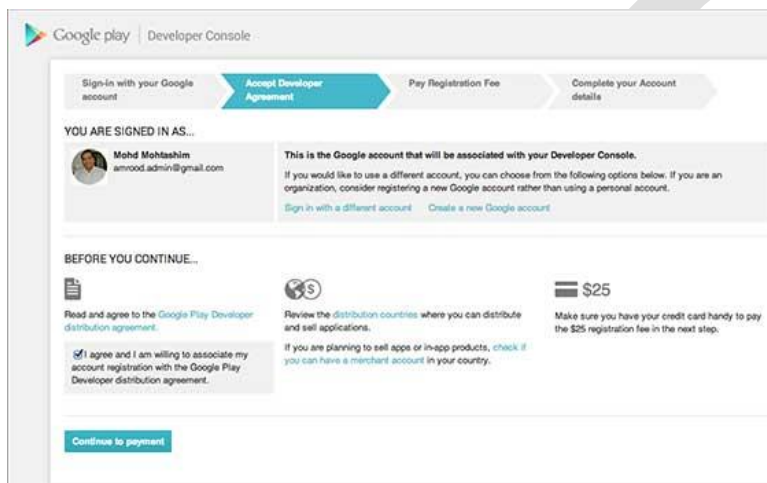 Google play | Developer Console
Sign-in with your Google account
Accept Developer Agreement
Pay Registration Fee
Complete your Account details
YOU ARE SIGNED IN AS...
Mohd Mohtashim
amrood.admin@gmail.com
This is the Google account that will be associated with your Developer Console.
If you would like to use a different account, you can choose from the following options below. If you are an
organization, consider registering a new Google account rather than using a personal account.
Sign in with a different account Create a new Google account
BEFORE YOU CONTINUE...
Read and agree to the Google Play Developer
distribution agreement.
I agree and I am willing to associate my
account registration with the Google Play
Developer distribution agreement.
Review the distribution countries where you can distribute
and sell applications.
If you are planning to sell apps or in-app products, check if
you can have a merchant account in your country.
$25
Make sure you have your credit card handy to pay
the $25 registration fee in the next step.
Continue to payment